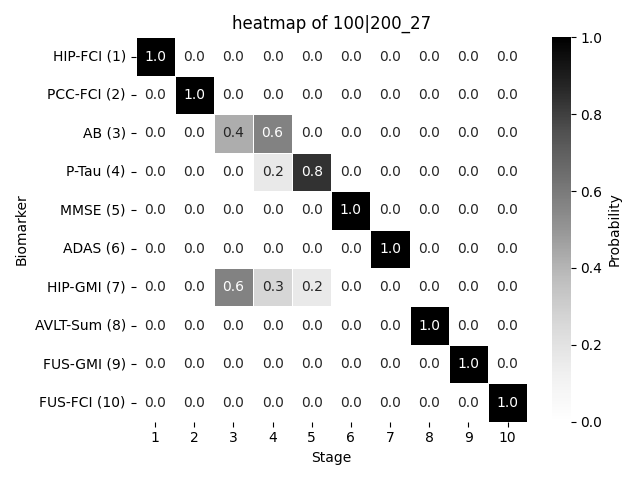 heatmap of 100|200_27
HIP-FCI (1) 1.0 0.0 0.0 0.0 0.0 0.0 0.0 0.0 0.0 0.0
PCC-FCI (2) 0.0 1.0 0.0 0.0 0.0 0.0 0.0 0.0 0.0 0.0
AB (3) 0.0 0.0 0.4 0.6 0.0 0.0 0.0 0.0 0.0 0.0
P-Tau (4) 0.0 0.0 0.0 0.2 0.8 0.0 0.0 0.0 0.0 0.0
MMSE (5) 0.0 0.0 0.0 0.0 0.0 1.0 0.0 0.0 0.0 0.0
ADAS (6) 0.0 0.0 0.0 0.0 0.0 0.0 1.0 0.0 0.0 0.0
HIP-GMI (7) 0.0 0.0 0.6 0.3 0.2 0.0 0.0 0.0 0.0 0.0
AVLT-Sum (8) 0.0 0.0 0.0 0.0 0.0 0.0 0.0 1.0 0.0 0.0
FUS-GMI (9) 0.0 0.0 0.0 0.0 0.0 0.0 0.0 0.0 1.0 0.0
FUS-FCI (10) 0.0 0.0 0.0 0.0 0.0 0.0 0.0 0.0 0.0 1.0
1 2 3 4 5 6 7 8 9 10
Stage
Biomarker
1.0
0.8
0.6
0.4
0.2
0.0
Probability